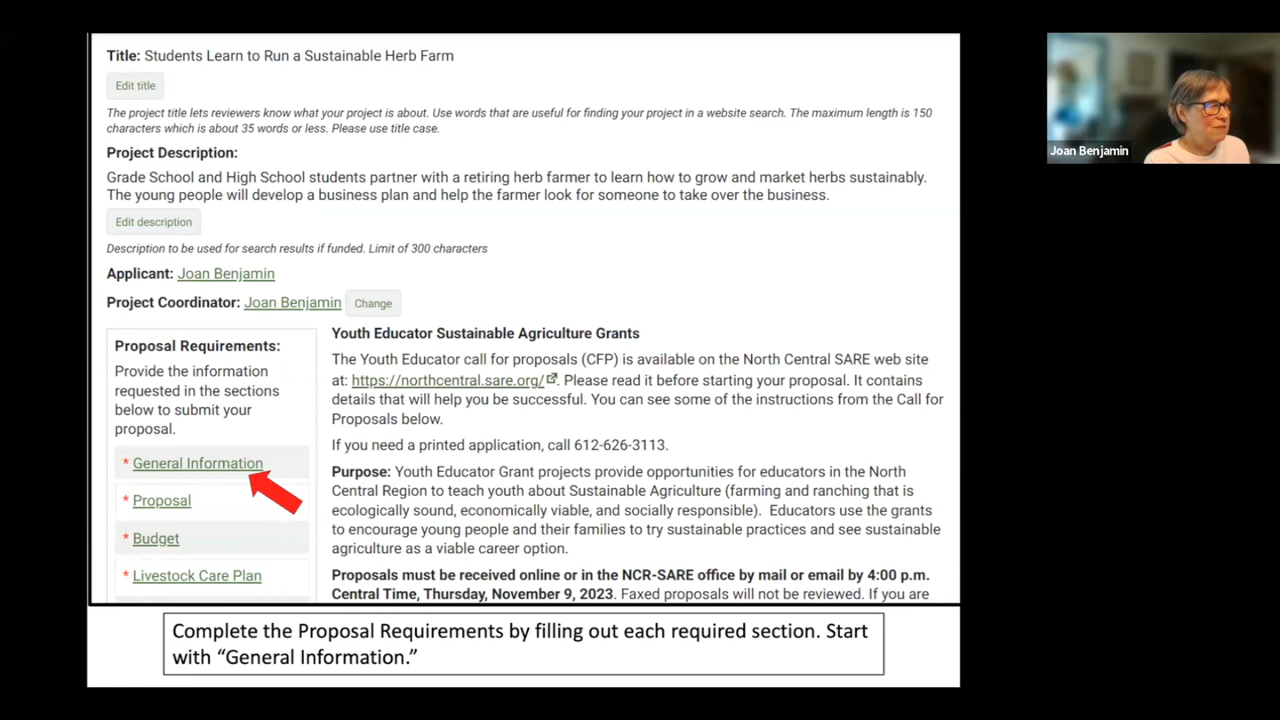 Title: Students Learn to Run a Sustainable Herb Farm
Edit title
The project title lets reviewers know what your project is about. Use words that are useful for finding your project in a website search. The maximum length is 150
characters which is about 35 words or less. Please use title case.
Project Description:
Grade School and High School students partner with a retiring herb farmer to learn how to grow and market herbs sustainably.
The young people will develop a business plan and help the farmer look for someone to take over the business.
Edit description
Description to be used for search results if funded. Limit of 300 characters
Applicant: Joan Benjamin
Project Coordinator: Joan Benjamin Change
Proposal Requirements:
Provide the information
requested in the sections
below to submit your
proposal.
* General Information
* Proposal
* Budget
* Livestock Care Plan
Youth Educator Sustainable Agriculture Grants
The Youth Educator call for proposals (CFP) is available on the North Central SARE web site
at: https://northcentral.sare.org/. Please read it before starting your proposal. It contains
details that will help you be successful. You can see some of the instructions from the Call for
Proposals below.
If you need a printed application, call 612-626-3113.
Purpose: Youth Educator Grant projects provide opportunities for educators in the North
Central Region to teach youth about Sustainable Agriculture (farming and ranching that is
ecologically sound, economically viable, and socially responsible). Educators use the grants
to encourage young people and their families to try sustainable practices and see sustainable
agriculture as a viable career option.
Proposals must be received online or in the NCR-SARE office by mail or email by 4:00 p.m.
Central Time, Thursday, November 9, 2023. Faxed proposals will not be reviewed. If you are
Complete the Proposal Requirements by filling out each required section. Start
with “General Information.”
Joan Benjamin